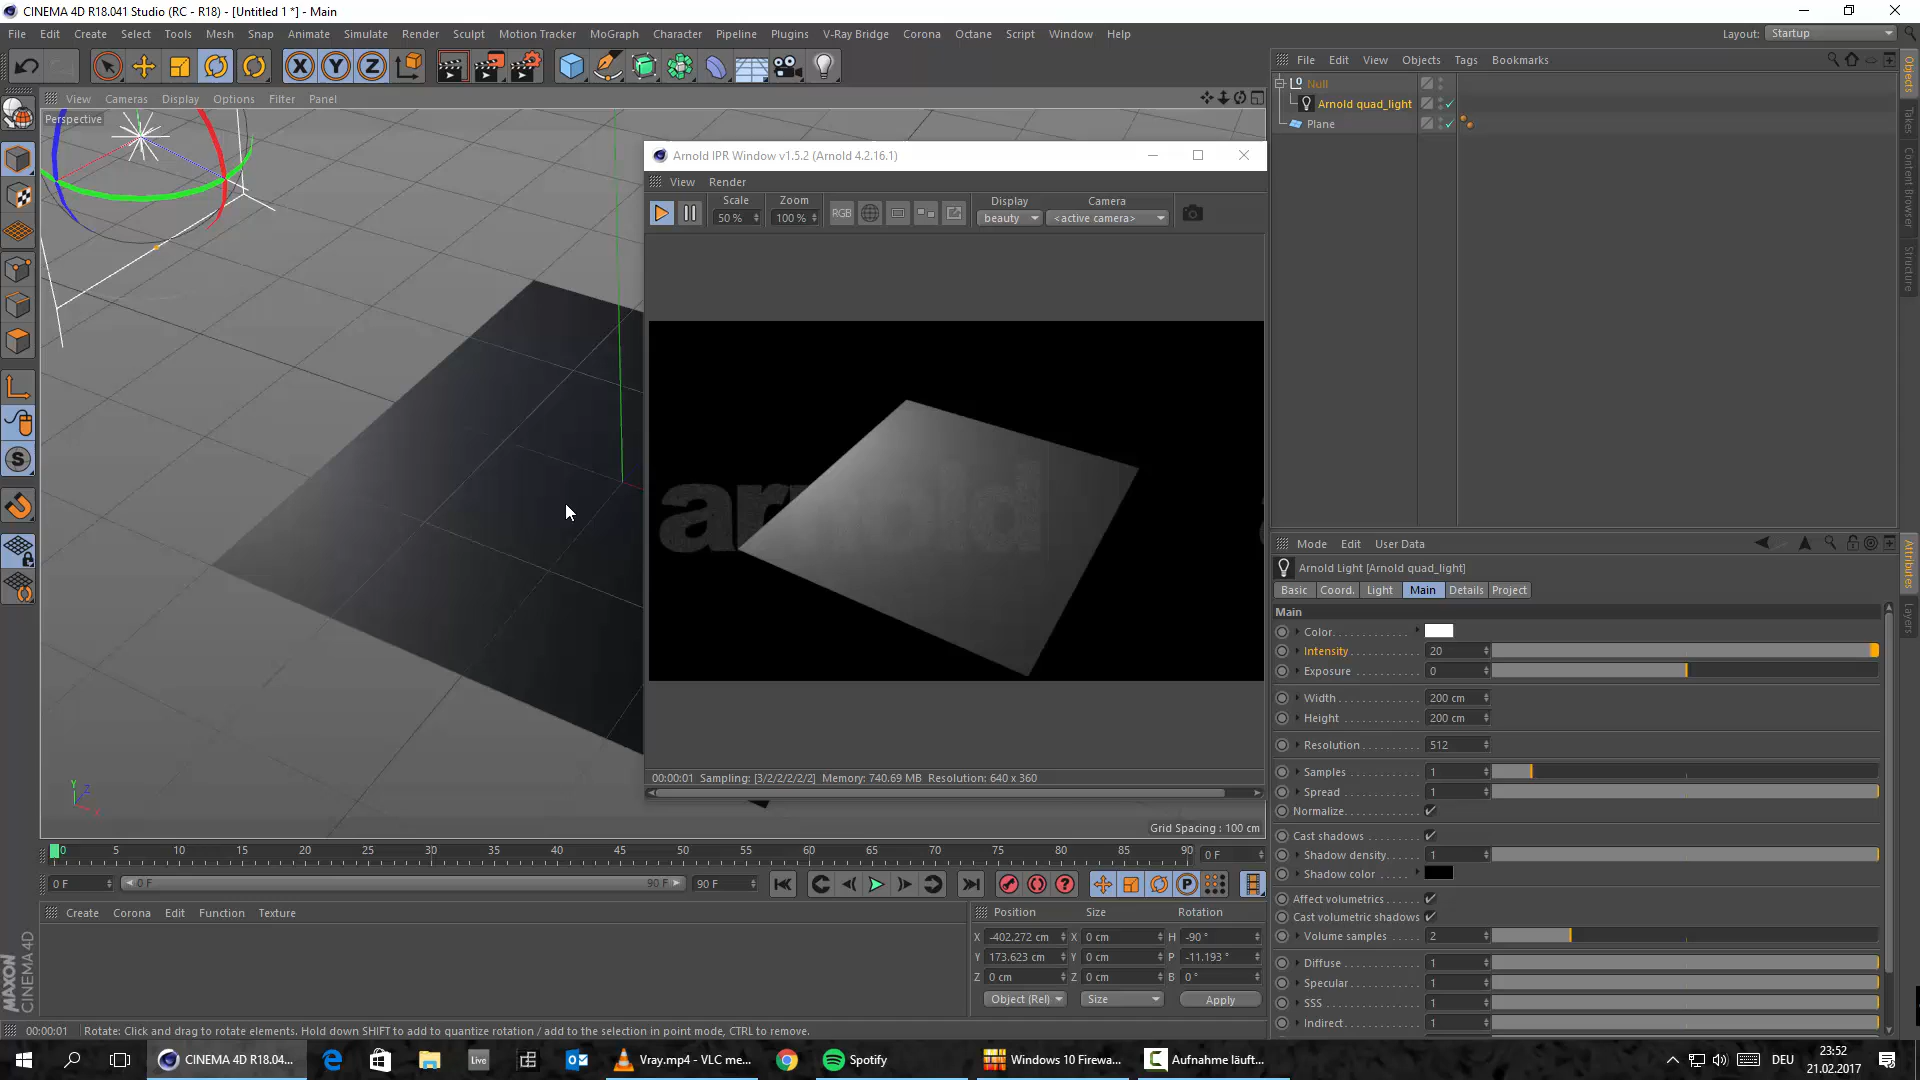 CINEMA 4D R18.041 Studio (RC - R18) - [Untitled 1 *] - Main
File Edit Create Select Tools Mesh Snap Animate Simulate Render Sculpt Motion Tracker MoGraph Character Pipeline Plugins V-Ray Bridge Corona Octane Script Window Help
Layout: Startup
X Y Z
File Edit View Objects Tags Bookmarks
Null
Arnold quad_light
Plane
Objects
Takes
Content Browser
Structure
View Cameras Display Options Filter Panel
Perspective
Arnold IPR Window v1.5.2 (Arnold 4.2.16.1)
View Render
Scale Zoom Display Camera
50 % 100 % RGB beauty <active camera>
arnold
00:00:01 Sampling: [3/2/2/2/2/2] Memory: 740.69 MB Resolution: 640 x 360
Y Z X
Grid Spacing : 100 cm
Mode Edit User Data
Arnold Light [Arnold quad_light]
Basic Coord. Light Main Details Project
Main
Color
Intensity 20
Exposure 0
Width 200 cm
Height 200 cm
Resolution 512
Samples 1
Spread 1
Normalize
Cast shadows
Shadow density 1
Shadow color
Affect volumetrics
Cast volumetric shadows
Volume samples 2
Diffuse 1
Specular 1
SSS 1
Indirect 1
Attributes
Layers
0 5 10 15 20 25 30 35 40 45 50 55 60 65 70 75 80 85 90 0 F
0 F 0 F 90 F 90 F
P
Create Corona Edit Function Texture
Position Size Rotation
X -402.272 cm X 0 cm H -90 °
Y 173.623 cm Y 0 cm P -11.193 °
Z 0 cm Z 0 cm B 0 °
Object (Rel) Size Apply
MAXON CINEMA 4D
00:00:01 Rotate: Click and drag to rotate elements. Hold down SHIFT to add to quantize rotation / add to the selection in point mode, CTRL to remove.
CINEMA 4D R18.04... Live Vray.mp4 - VLC me... Spotify Windows 10 Firewa... Aufnahme läuft... DEU 23:52
21.02.2017